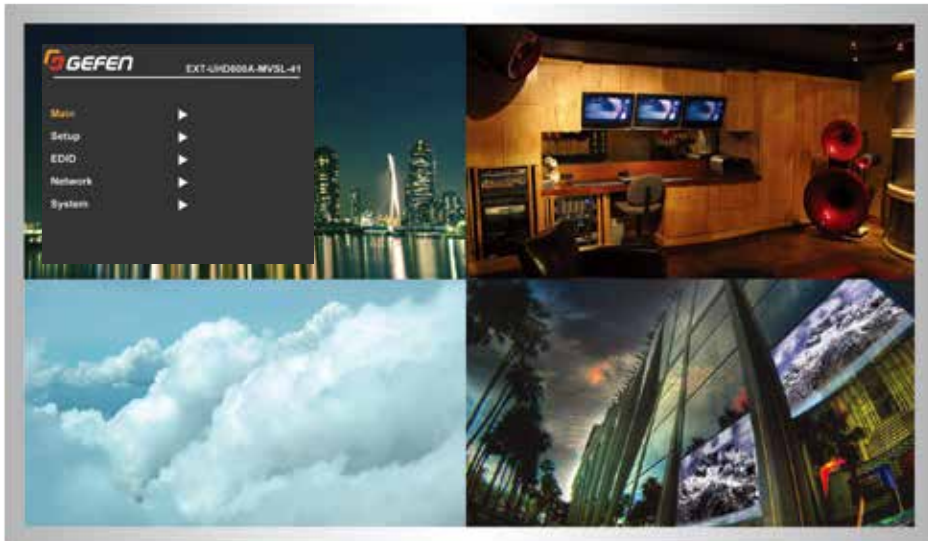 GEFEN
EXT-UHD600A-MVSL-41
Main
Setup
EDID
Network
System